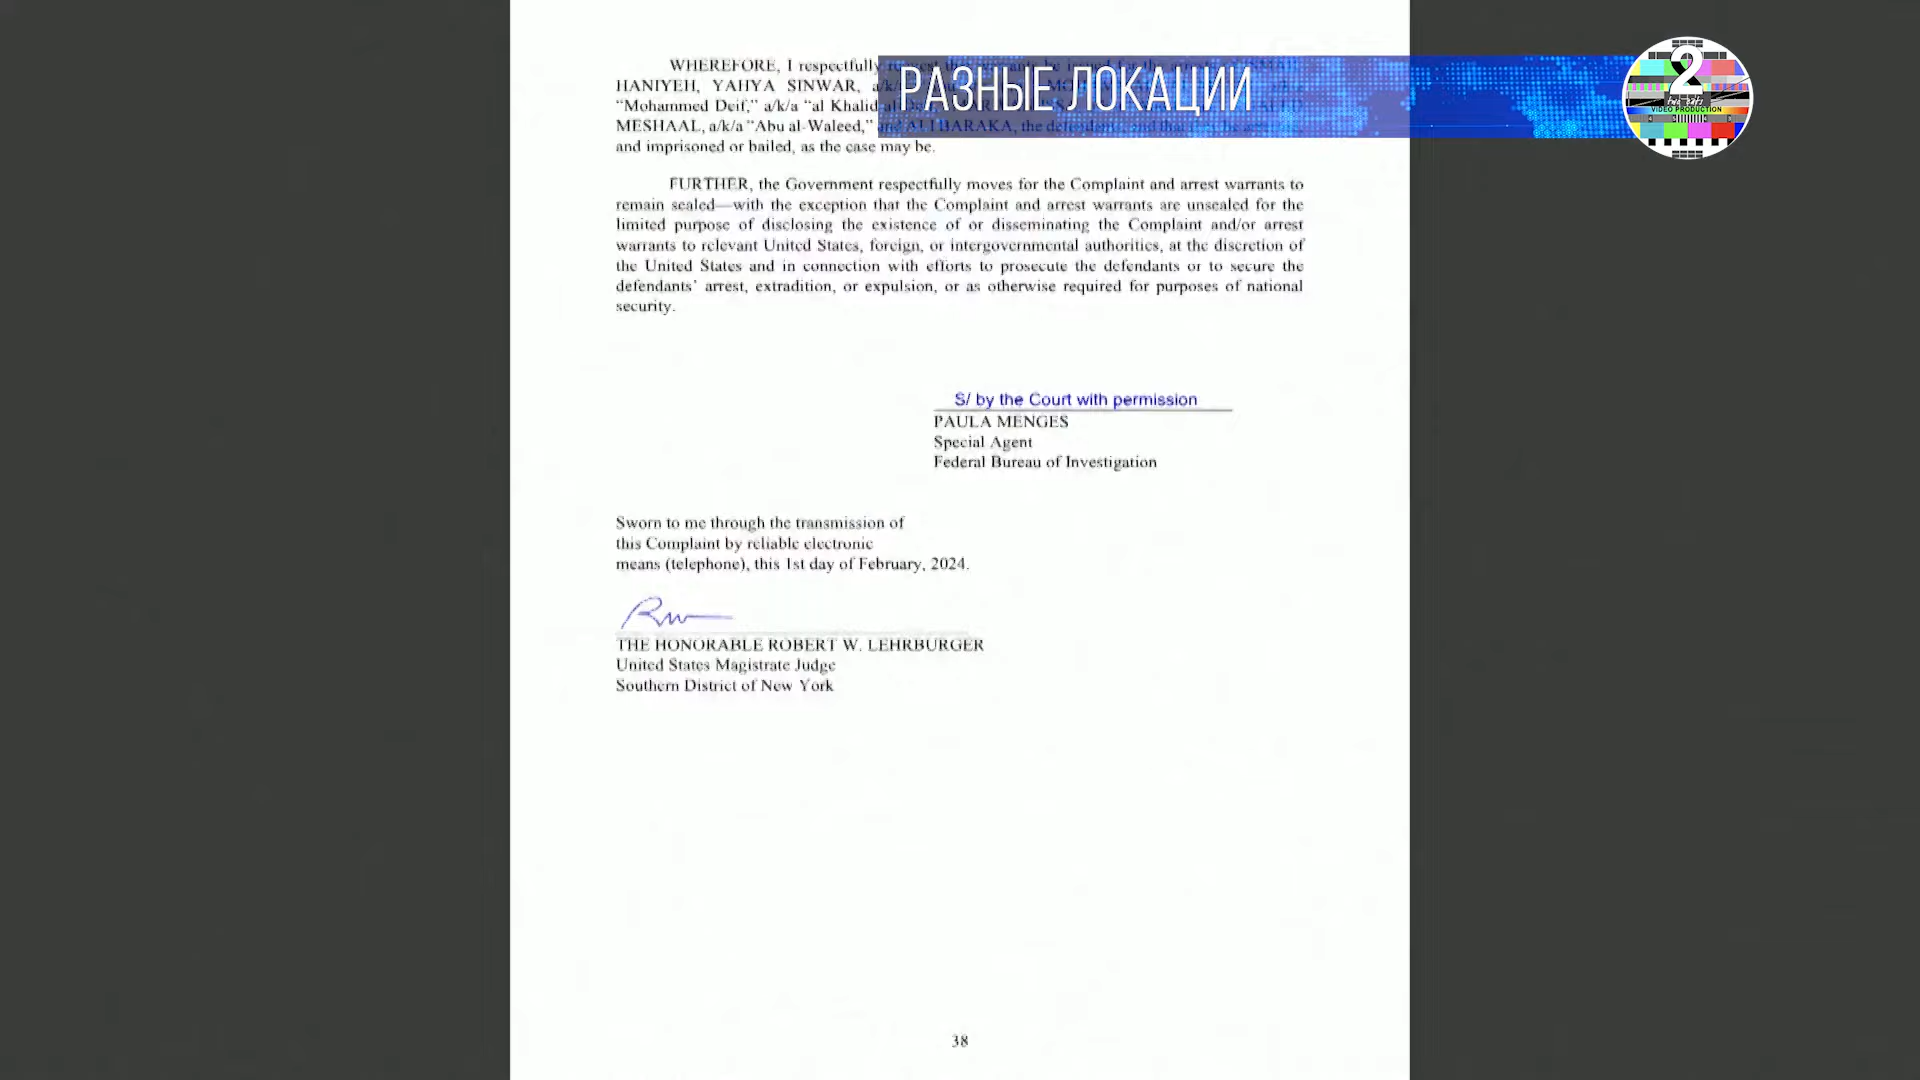 WHEREFORE, I respectfully
HANIYEH, YAHYA SINWAR,
“Mohammed Deif,” a/k/a “al Khalid al
MESHAAL, a/k/a “Abu al-Waleed,” and ALI BARAKA, the
and imprisoned or bailed, as the case may be.
РАЗНЫЕ ЛОКАЦИИ
2
VIDEO PRODUCTION
FURTHER, the Government respectfully moves for the Complaint and arrest warrants to
remain sealed—with the exception that the Complaint and arrest warrants are unsealed for the
limited purpose of disclosing the existence of or disseminating the Complaint and/or arrest
warrants to relevant United States, foreign, or intergovernmental authorities, at the discretion of
the United States and in connection with efforts to prosecute the defendants or to secure the
defendants’ arrest, extradition, or expulsion, or as otherwise required for purposes of national
security.
S/ by the Court with permission
PAULA MENGES
Special Agent
Federal Bureau of Investigation
Sworn to me through the transmission of
this Complaint by reliable electronic
means (telephone), this 1st day of February, 2024.
THE HONORABLE ROBERT W. LEHRBURGER
United States Magistrate Judge
Southern District of New York
38